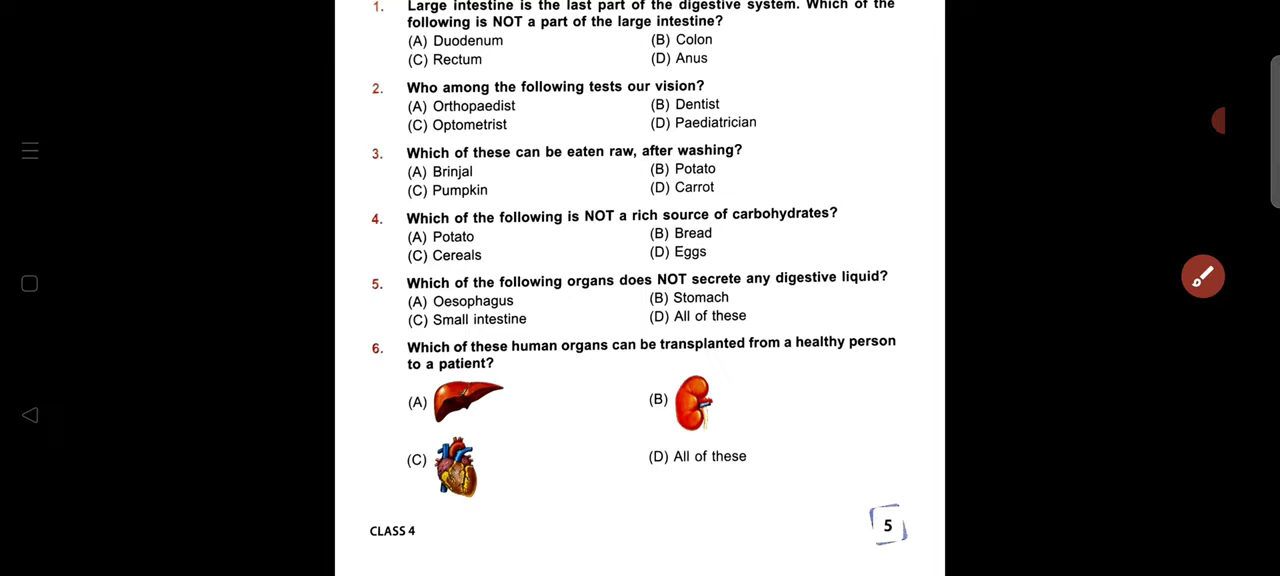 1. Large intestine is the last part of the digestive system. Which of the
following is NOT a part of the large intestine?
(A) Duodenum (B) Colon
(C) Rectum (D) Anus
2. Who among the following tests our vision?
(A) Orthopaedist (B) Dentist
(C) Optometrist (D) Paediatrician
3. Which of these can be eaten raw, after washing?
(A) Brinjal (B) Potato
(C) Pumpkin (D) Carrot
4. Which of the following is NOT a rich source of carbohydrates?
(A) Potato (B) Bread
(C) Cereals (D) Eggs
5. Which of the following organs does NOT secrete any digestive liquid?
(A) Oesophagus (B) Stomach
(C) Small intestine (D) All of these
6. Which of these human organs can be transplanted from a healthy person
to a patient?
(A) (B)
(C) (D) All of these
CLASS 4 5